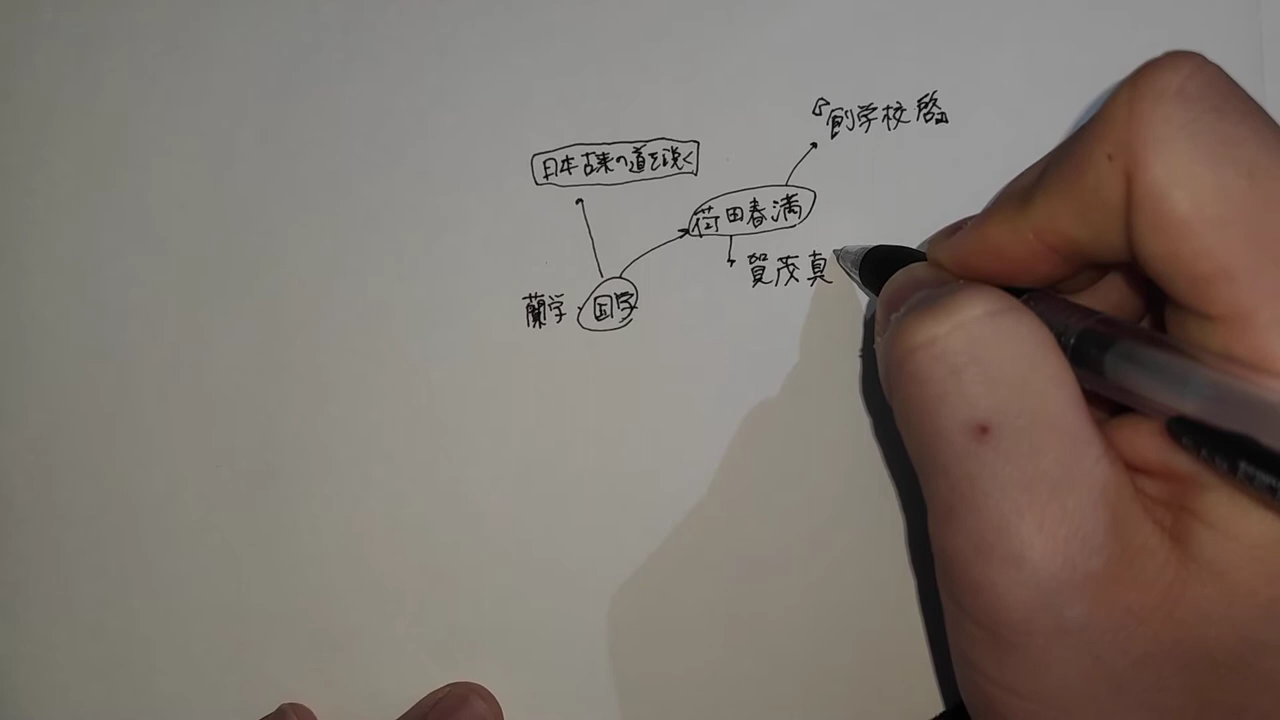 『創学校啓』
日本古来の道を説く
荷田春満
賀茂真
蘭学・国学